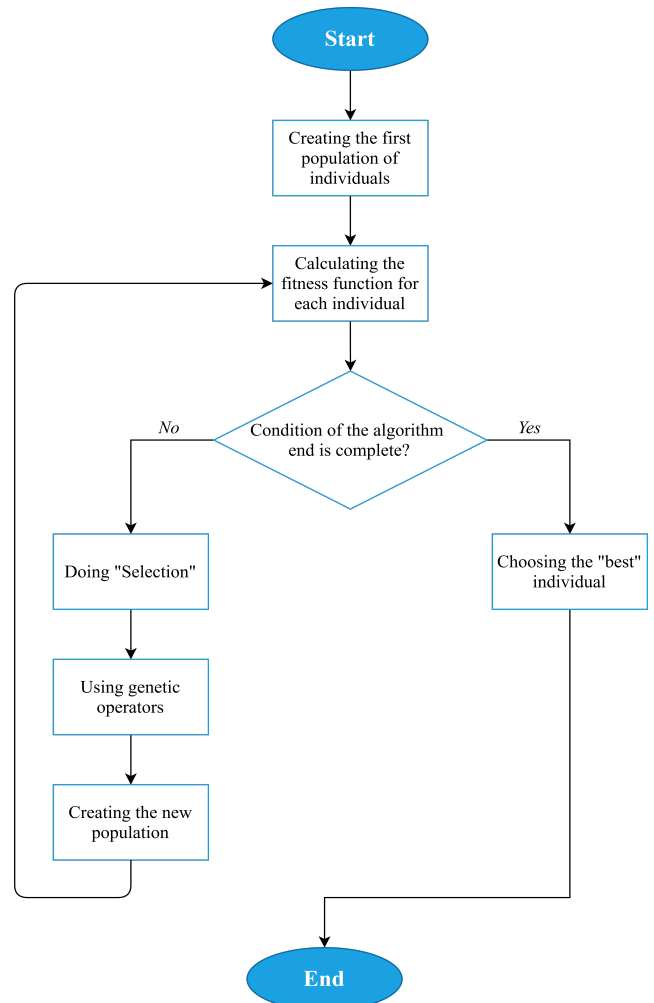 Start
Creating the first
population of
individuals
Calculating the
fitness function for
each individual
Condition of the algorithm
end is complete?
No
Yes
Doing "Selection"
Choosing the "best"
individual
Using genetic
operators
Creating the new
population
End